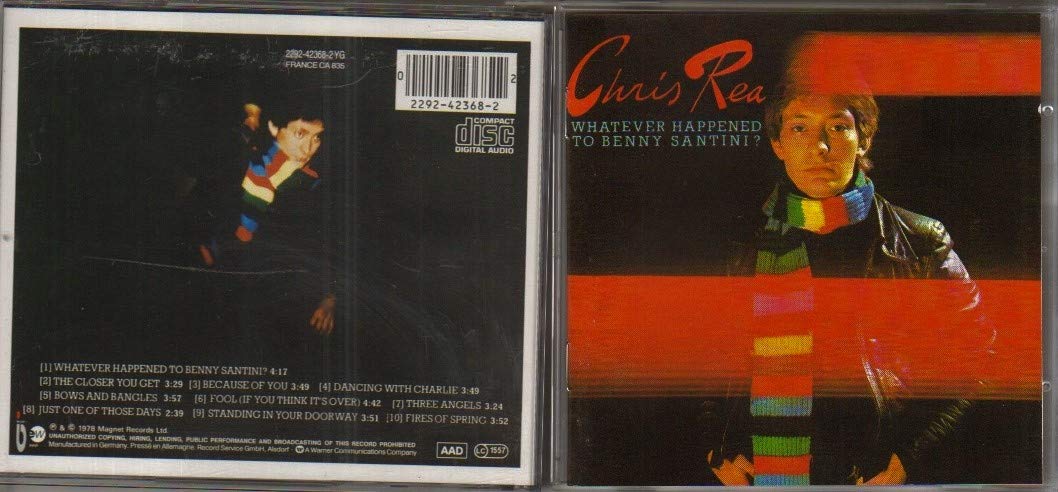 2292-42368-2 YG
FRANCE CA 835
0 2
2292-42368-2
COMPACT
disc
DIGITAL AUDIO
[1] WHATEVER HAPPENED TO BENNY SANTINI? 4:17
[2] THE CLOSER YOU GET 3:29 [3] BECAUSE OF YOU 3:49 [4] DANCING WITH CHARLIE 3:49
[5] BOWS AND BANGLES 3:57 [6] FOOL (IF YOU THINK IT'S OVER) 4:42 [7] THREE ANGELS 3.24
[8] JUST ONE OF THOSE DAYS 2:39 [9] STANDING IN YOUR DOORWAY 3:51 [10] FIRES OF SPRING 3:52
ew
℗ & © 1978 Magnet Records Ltd.
UNAUTHORIZED COPYING, HIRING, LENDING, PUBLIC PERFORMANCE AND BROADCASTING OF THIS RECORD PROHIBITED
Manufactured in Germany. Pressé en Allemagne. Record Service GmbH, Alsdorf · A Warner Communications Company
AAD
LC 1557
Chris Rea
WHATEVER HAPPENED
TO BENNY SANTINI?